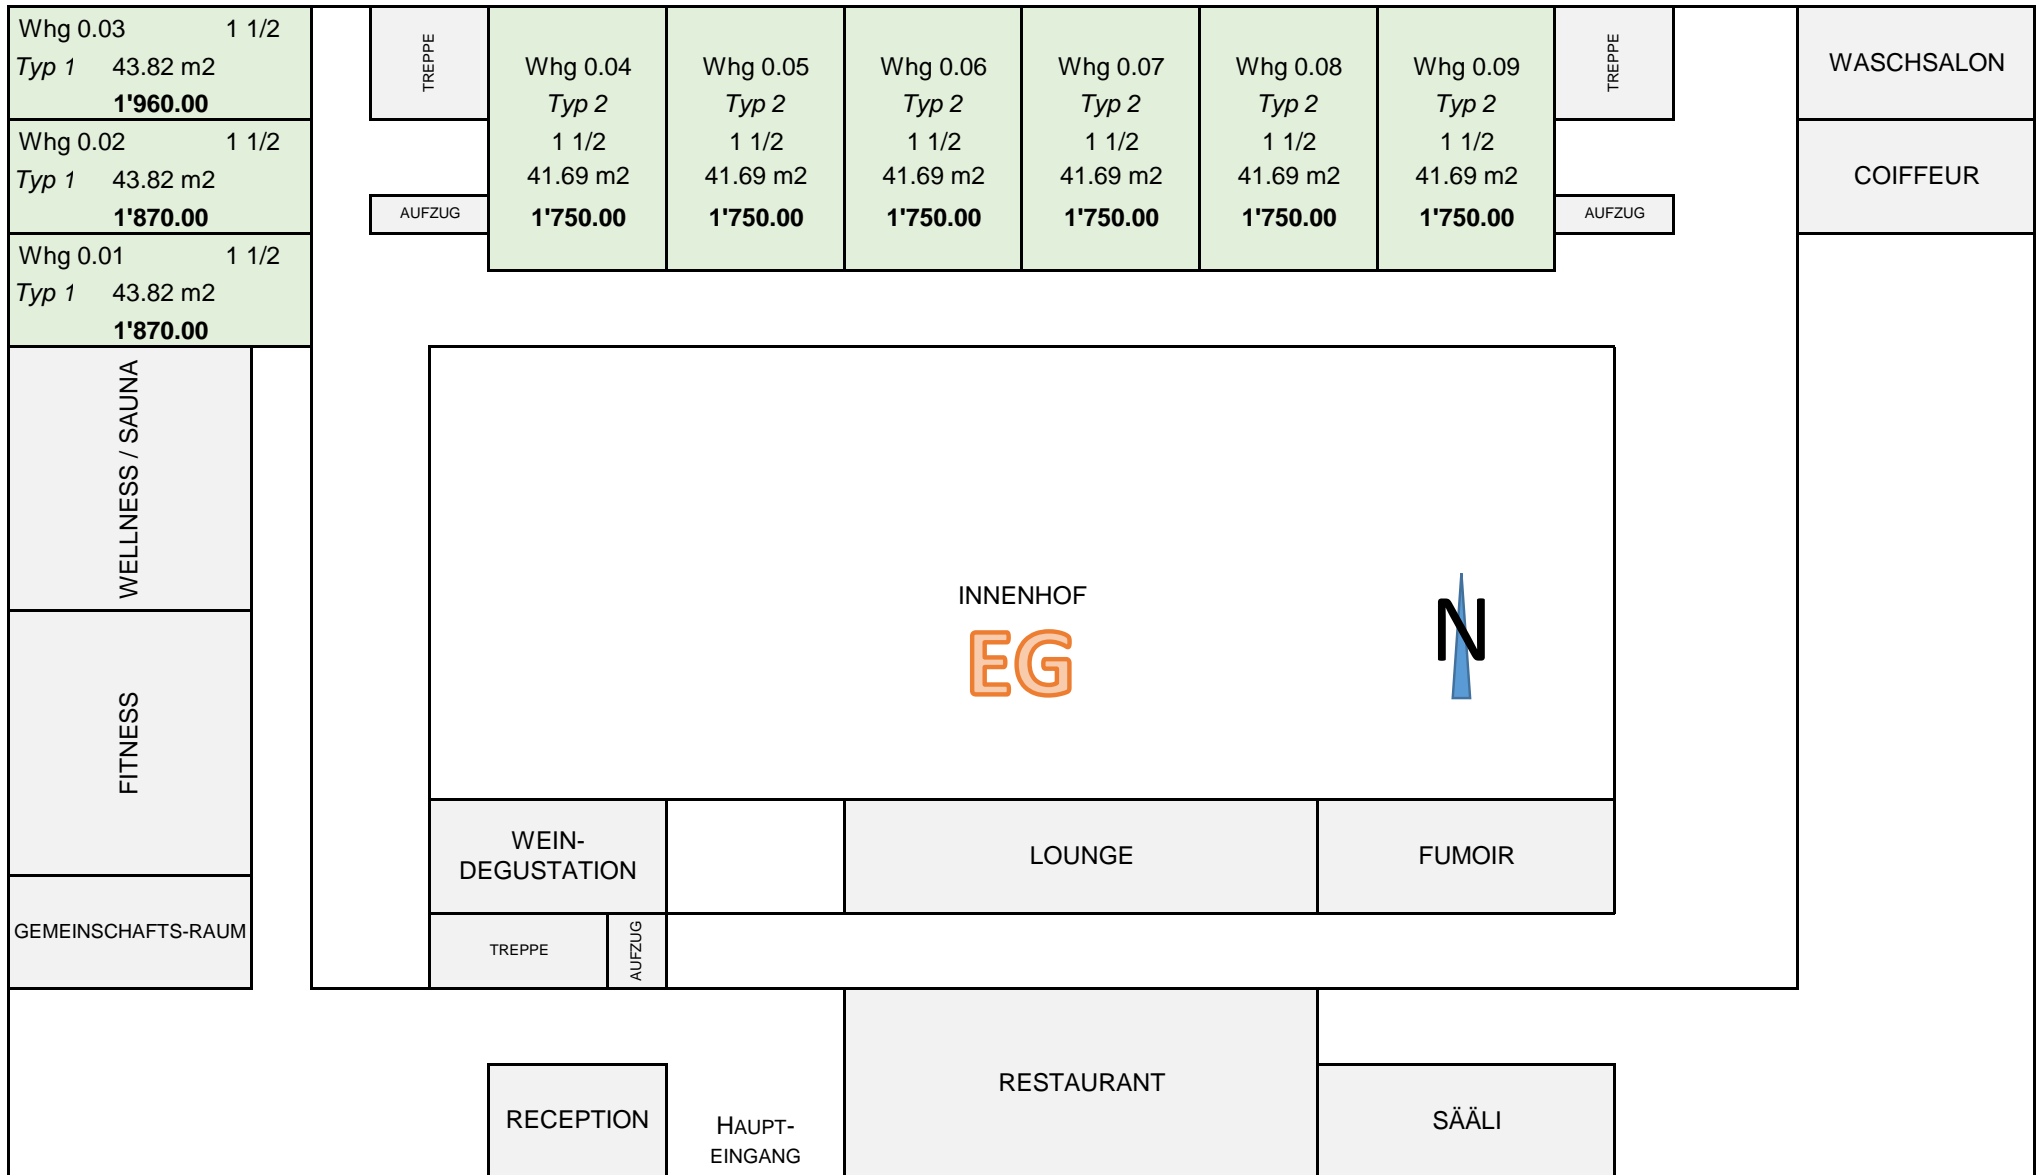 Whg 0.03 1 1/2
Typ 1 43.82 m2
1'960.00
Whg 0.02 1 1/2
Typ 1 43.82 m2
1'870.00
Whg 0.01 1 1/2
Typ 1 43.82 m2
1'870.00
TREPPE
AUFZUG
Whg 0.04
Typ 2
1 1/2
41.69 m2
1'750.00
Whg 0.05
Typ 2
1 1/2
41.69 m2
1'750.00
Whg 0.06
Typ 2
1 1/2
41.69 m2
1'750.00
Whg 0.07
Typ 2
1 1/2
41.69 m2
1'750.00
Whg 0.08
Typ 2
1 1/2
41.69 m2
1'750.00
Whg 0.09
Typ 2
1 1/2
41.69 m2
1'750.00
TREPPE
AUFZUG
WASCHSALON
COIFFEUR
WELLNESS / SAUNA
FITNESS
GEMEINSCHAFTS-RAUM
INNENHOF
EG
N
WEIN-
DEGUSTATION
LOUNGE
FUMOIR
TREPPE
AUFZUG
RECEPTION
HAUPT-
EINGANG
RESTAURANT
SÄÄLI